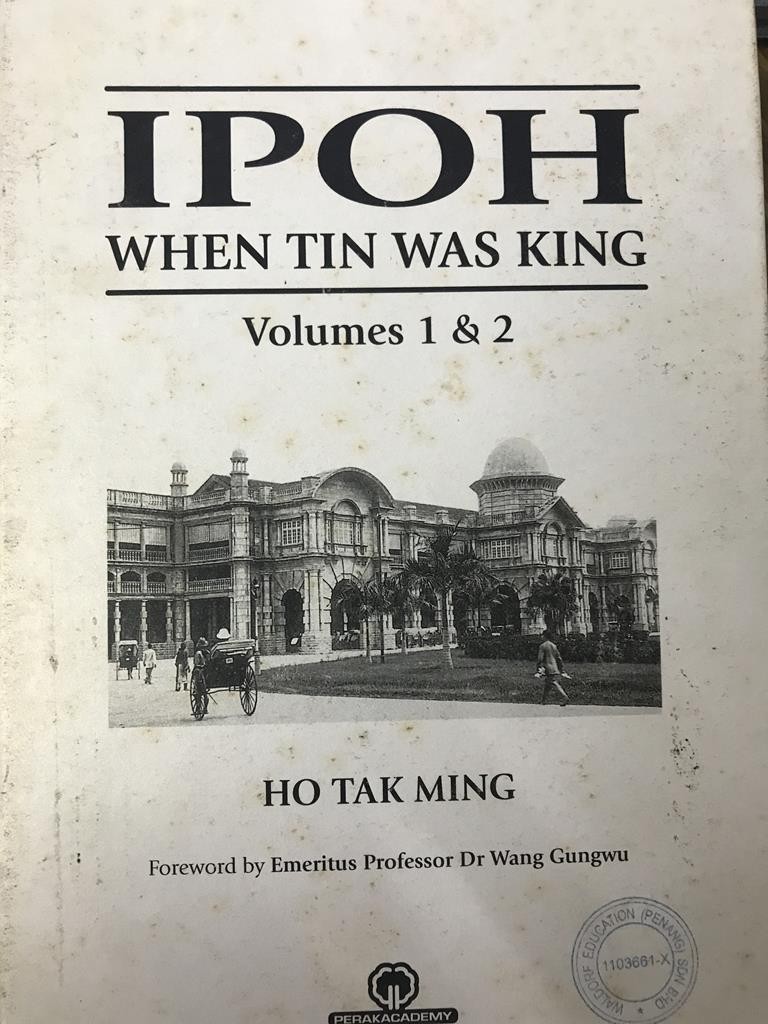 IPOH
WHEN TIN WAS KING
Volumes 1 & 2
HO TAK MING
Foreword by Emeritus Professor Dr Wang Gungwu
WALDORF EDUCATION (PENANG) SDN BHD
1103661-X
PERAKACADEMY